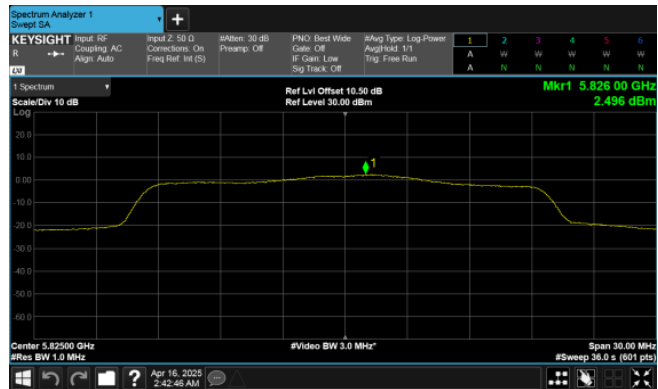 Spectrum Analyzer 1
Swept SA
+
KEYSIGHT
R
LXI
Input: RF
Coupling: AC
Align: Auto
Input Z: 50 Ω
Corrections: On
Freq Ref: Int (S)
#Atten: 30 dB
Preamp: Off
PNO: Best Wide
Gate: Off
IF Gain: Low
Sig Track: Off
#Avg Type: Log-Power
Avg|Hold: 1/1
Trig: Free Run
1 2 3 4 5 6
A W W W W W
A N N N N N
1 Spectrum
Scale/Div 10 dB
Log
Ref Lvl Offset 10.50 dB
Ref Level 30.00 dBm
Mkr1 5.826 00 GHz
2.496 dBm
20.0
10.0
0.00
-10.0
-20.0
-30.0
-40.0
-50.0
-60.0
1
Center 5.82500 GHz
#Res BW 1.0 MHz
#Video BW 3.0 MHz*
Span 30.00 MHz
#Sweep 36.0 s (601 pts)
?
Apr 16, 2025
2:42:46 AM